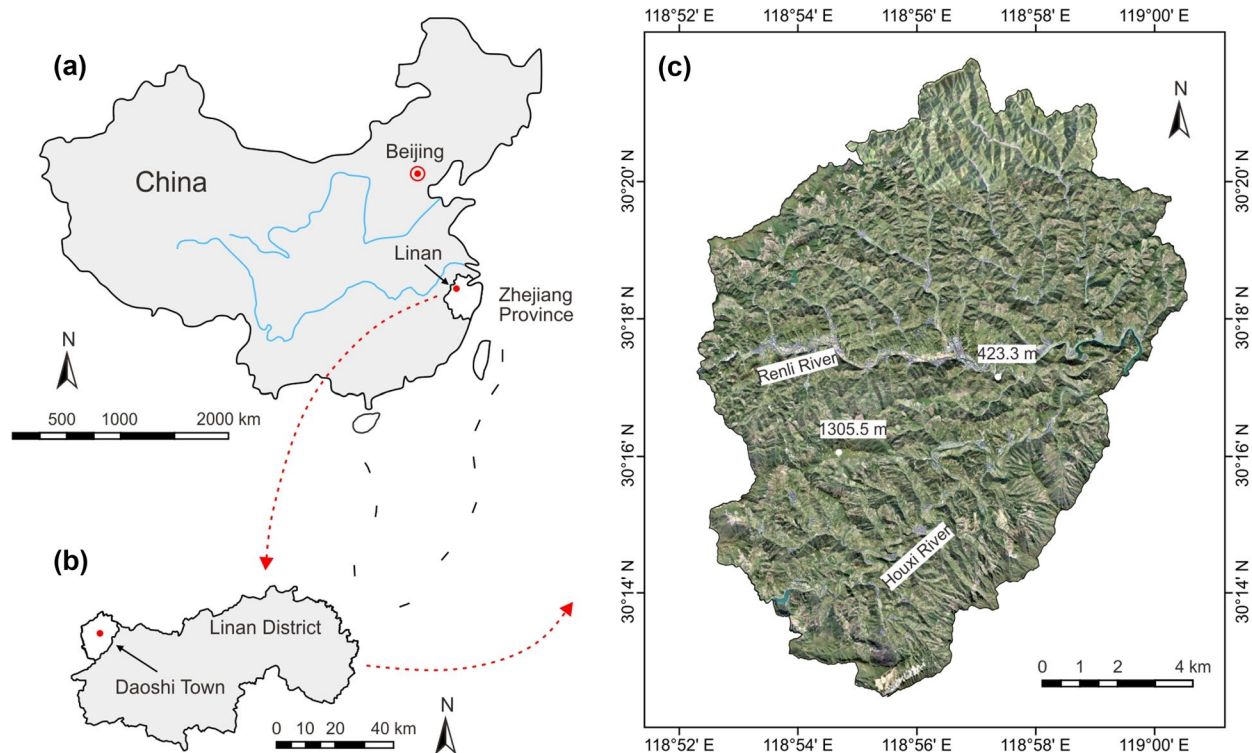 (a)
China
Beijing
Linan
Zhejiang
Province
N
500 1000 2000 km
(b)
Linan District
Daoshi Town
0 10 20 40 km
N
118°52' E 118°54' E 118°56' E 118°58' E 119°00' E
(c)
N
30°20' N
30°20' N
30°18' N
30°18' N
Renli River
423.3 m
1305.5 m
30°16' N
30°16' N
Houxi River
30°14' N
30°14' N
0 1 2 4 km
118°52' E 118°54' E 118°56' E 118°58' E 119°00' E